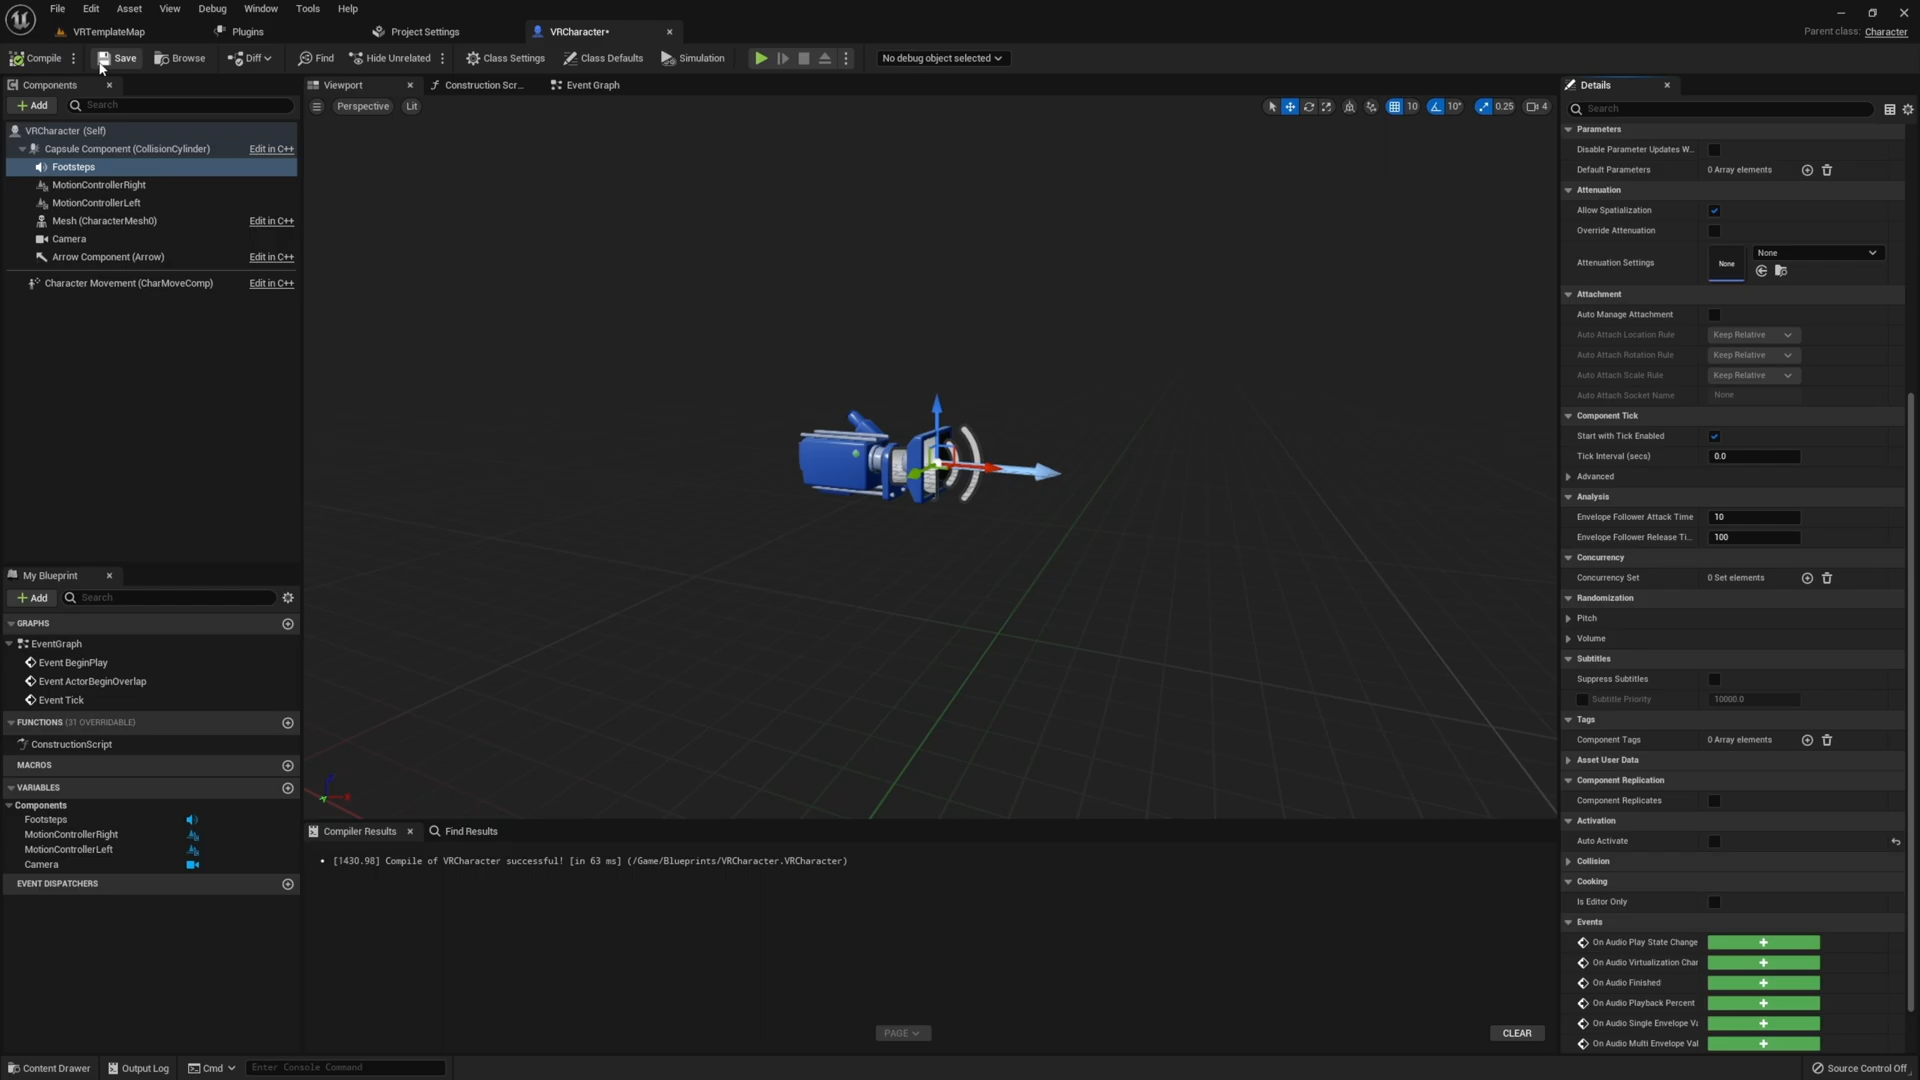 File Edit Asset View Debug Window Tools Help
VRTemplateMap Plugins Project Settings VRCharacter*
Parent class: Character
Compile Save Browse Diff Find Hide Unrelated Class Settings Class Defaults Simulation No debug object selected
Components
Add Search
VRCharacter (Self)
Capsule Component (CollisionCylinder) Edit in C++
Footsteps
MotionControllerRight
MotionControllerLeft
Mesh (CharacterMesh0) Edit in C++
Camera
Arrow Component (Arrow) Edit in C++
Character Movement (CharMoveComp) Edit in C++
My Blueprint
Add Search
GRAPHS
EventGraph
Event BeginPlay
Event ActorBeginOverlap
Event Tick
FUNCTIONS (31 OVERRIDABLE)
ConstructionScript
MACROS
VARIABLES
Components
Footsteps
MotionControllerRight
MotionControllerLeft
Camera
EVENT DISPATCHERS
Viewport Construction Scr... Event Graph
Perspective Lit
10 10° 0.25 4
Compiler Results Find Results
• [1430.98] Compile of VRCharacter successful! [in 63 ms] (/Game/Blueprints/VRCharacter.VRCharacter)
PAGE CLEAR
Details
Search
Parameters
Disable Parameter Updates W...
Default Parameters 0 Array elements
Attenuation
Allow Spatialization
Override Attenuation
Attenuation Settings None None
Attachment
Auto Manage Attachment
Auto Attach Location Rule Keep Relative
Auto Attach Rotation Rule Keep Relative
Auto Attach Scale Rule Keep Relative
Auto Attach Socket Name None
Component Tick
Start with Tick Enabled
Tick Interval (secs) 0.0
Advanced
Analysis
Envelope Follower Attack Time 10
Envelope Follower Release Ti... 100
Concurrency
Concurrency Set 0 Set elements
Randomization
Pitch
Volume
Subtitles
Suppress Subtitles
Subtitle Priority 10000.0
Tags
Component Tags 0 Array elements
Asset User Data
Component Replication
Component Replicates
Activation
Auto Activate
Collision
Cooking
Is Editor Only
Events
On Audio Play State Change
On Audio Virtualization Char
On Audio Finished
On Audio Playback Percent
On Audio Single Envelope Va
On Audio Multi Envelope Val
Content Drawer Output Log Cmd Enter Console Command Source Control Off